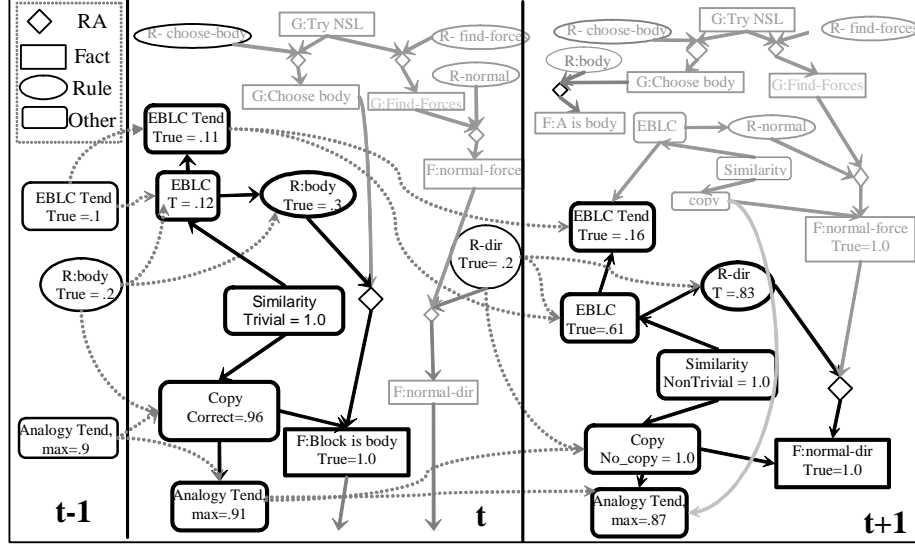 RA
Fact
Rule
Other
EBLC Tend
True =.1
R:body
True = .2
Analogy Tend,
max=.9
t-1
R- choose-body
G:Try NSL
R- find-forces
R-normal
G:Choose body
G:Find-Forces
EBLC Tend
True = .11
EBLC
T = .12
R:body
True = .3
F:normal-force
R-dir
True= .2
Similarity
Trivial = 1.0
Copy
Correct=.96
F:normal-dir
F:Block is body
True=1.0
Analogy Tend,
max=.91
t
R- choose-body
G:Try NSL
R- find-forces
R:body
G:Choose body
G:Find-Forces
F:A is body
EBLC
R-normal
Similarity
copy
EBLC Tend
True = .16
F:normal-force
True=1.0
R-dir
T =.83
EBLC
True=.61
Similarity
NonTrivial = 1.0
Copy
No_copy = 1.0
F:normal-dir
True=1.0
Analogy Tend,
max=.87
t+1